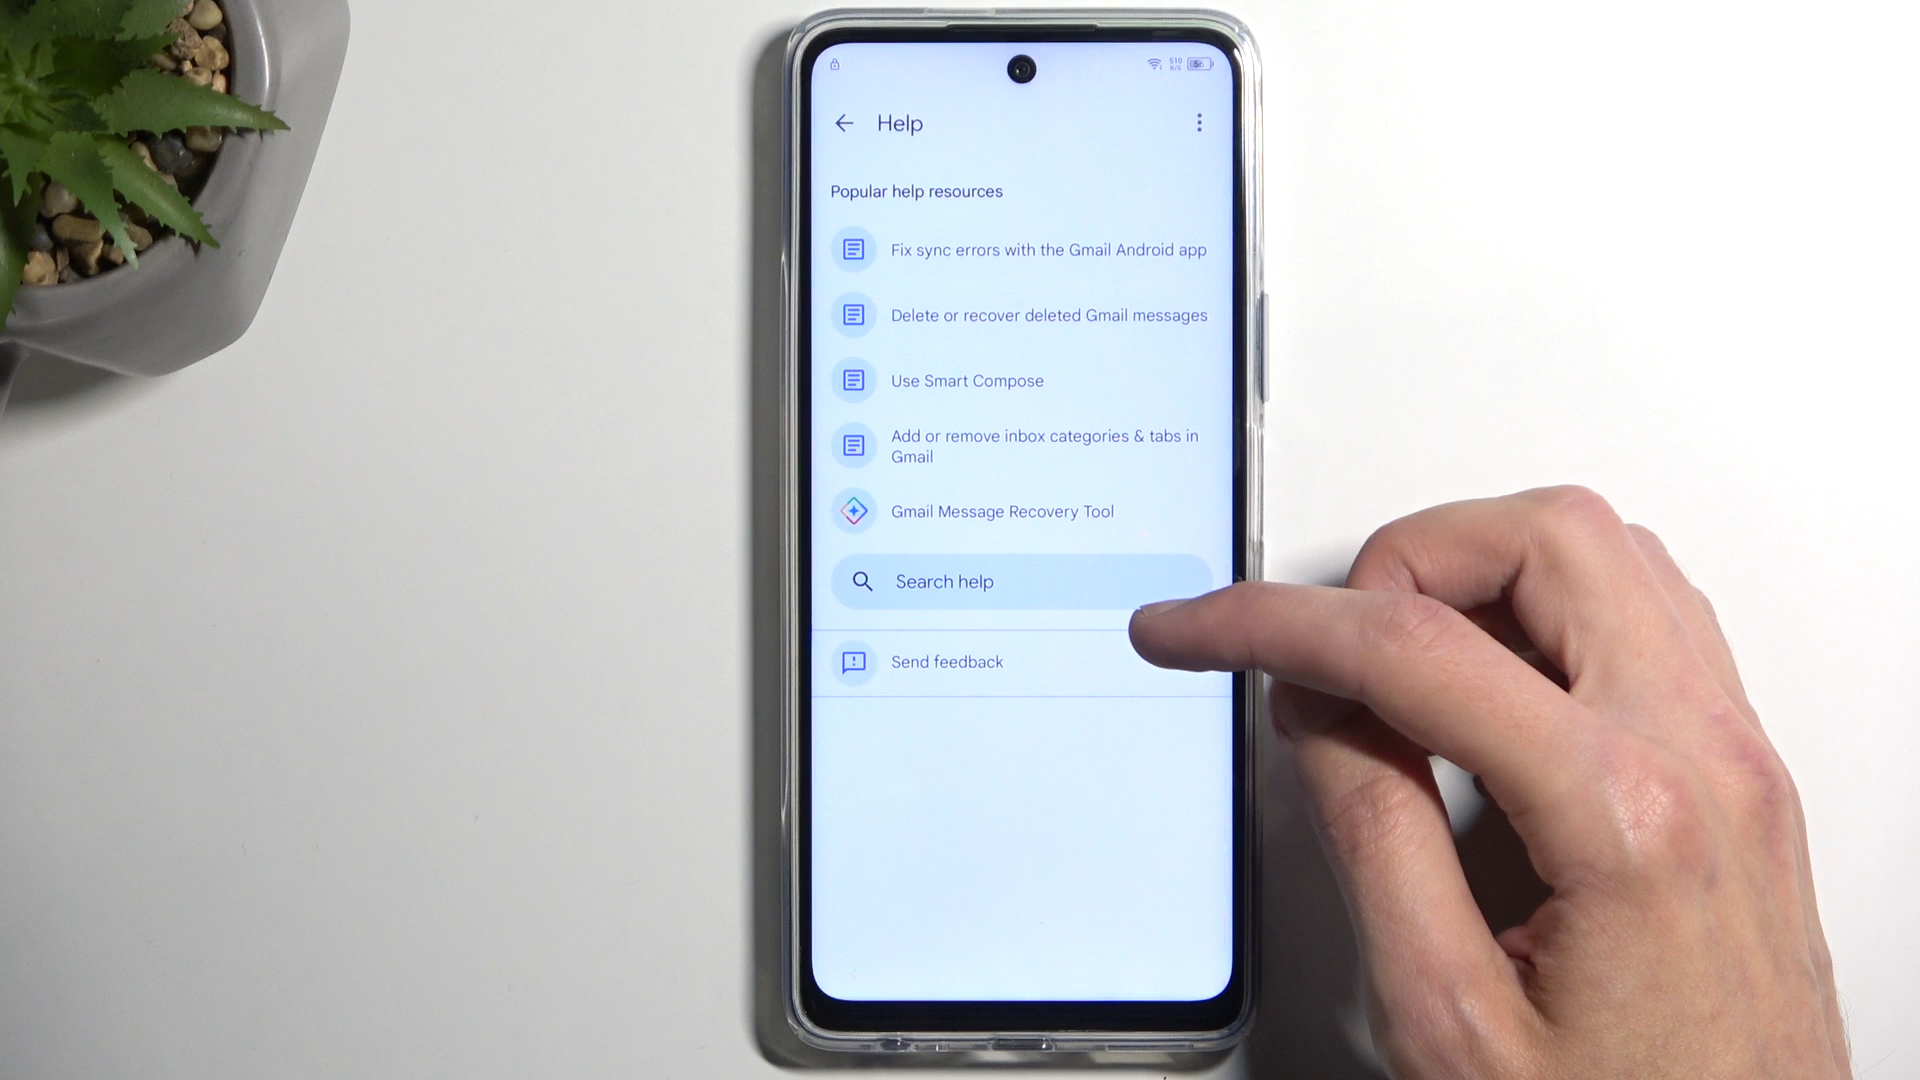 Help
Popular help resources
Fix sync errors with the Gmail Android app
Delete or recover deleted Gmail messages
Use Smart Compose
Add or remove inbox categories & tabs in
Gmail
Gmail Message Recovery Tool
Search help
Send feedback